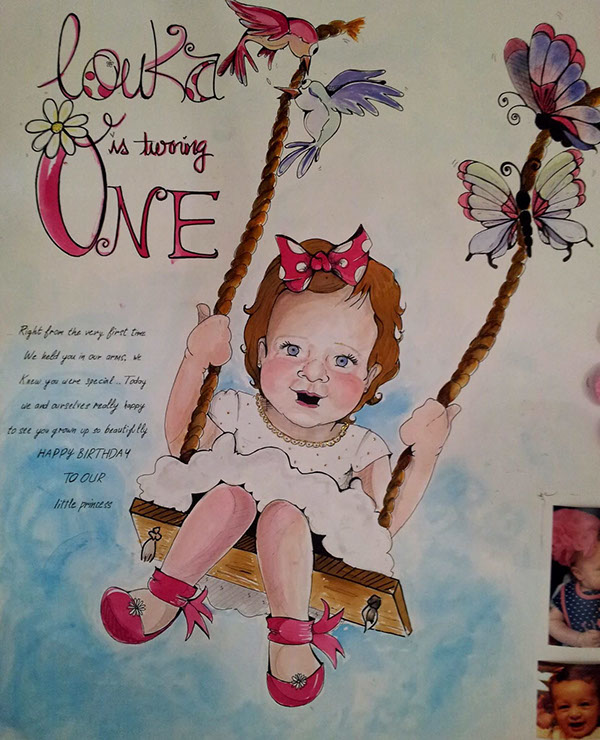 louka
is turning
ONE
Right from the very first time
We held you in our arms, we
Knew you were special... Today
we and ourselves really happy
to see you grown up so beautifully
HAPPY BIRTHDAY
TO OUR
little princess